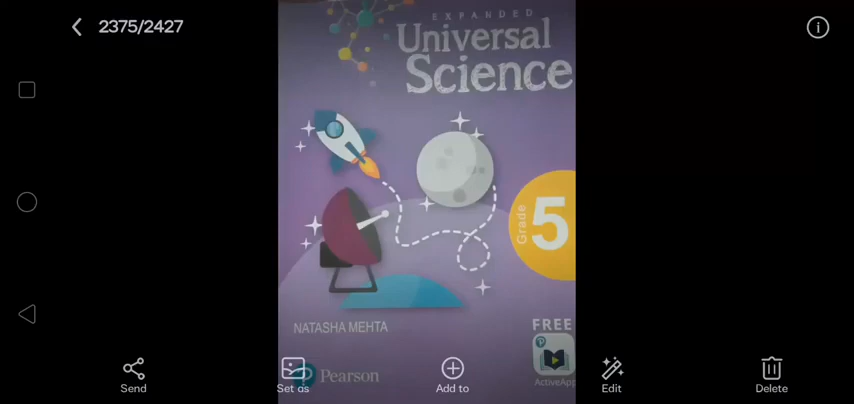 2375/2427
EXPANDED
Universal
Science
Grade
5
NATASHA MEHTA
FREE
Pearson
ActiveApp
Send
Set as
Add to
Edit
Delete